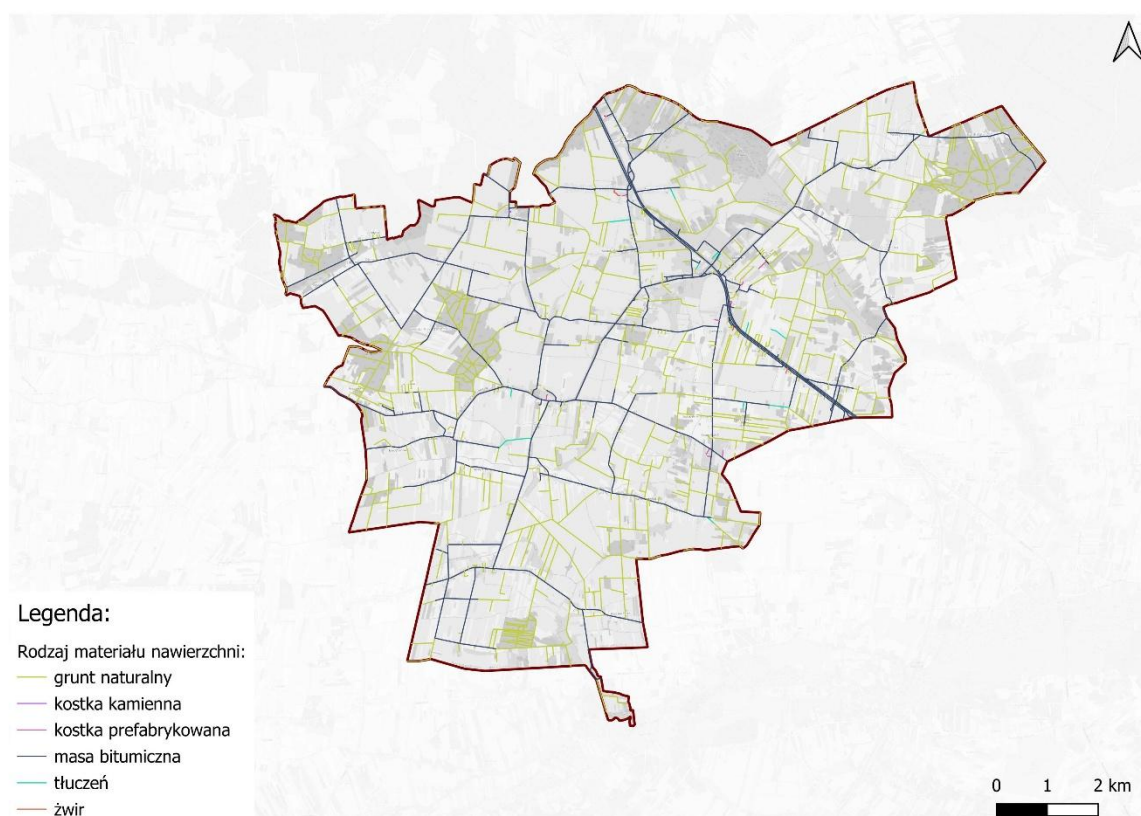 Legenda:
Rodzaj materiału nawierzchni:
grunt naturalny
kostka kamienna
kostka prefabrykowana
masa bitumiczna
tłuczeń
żwir
0 1 2 km